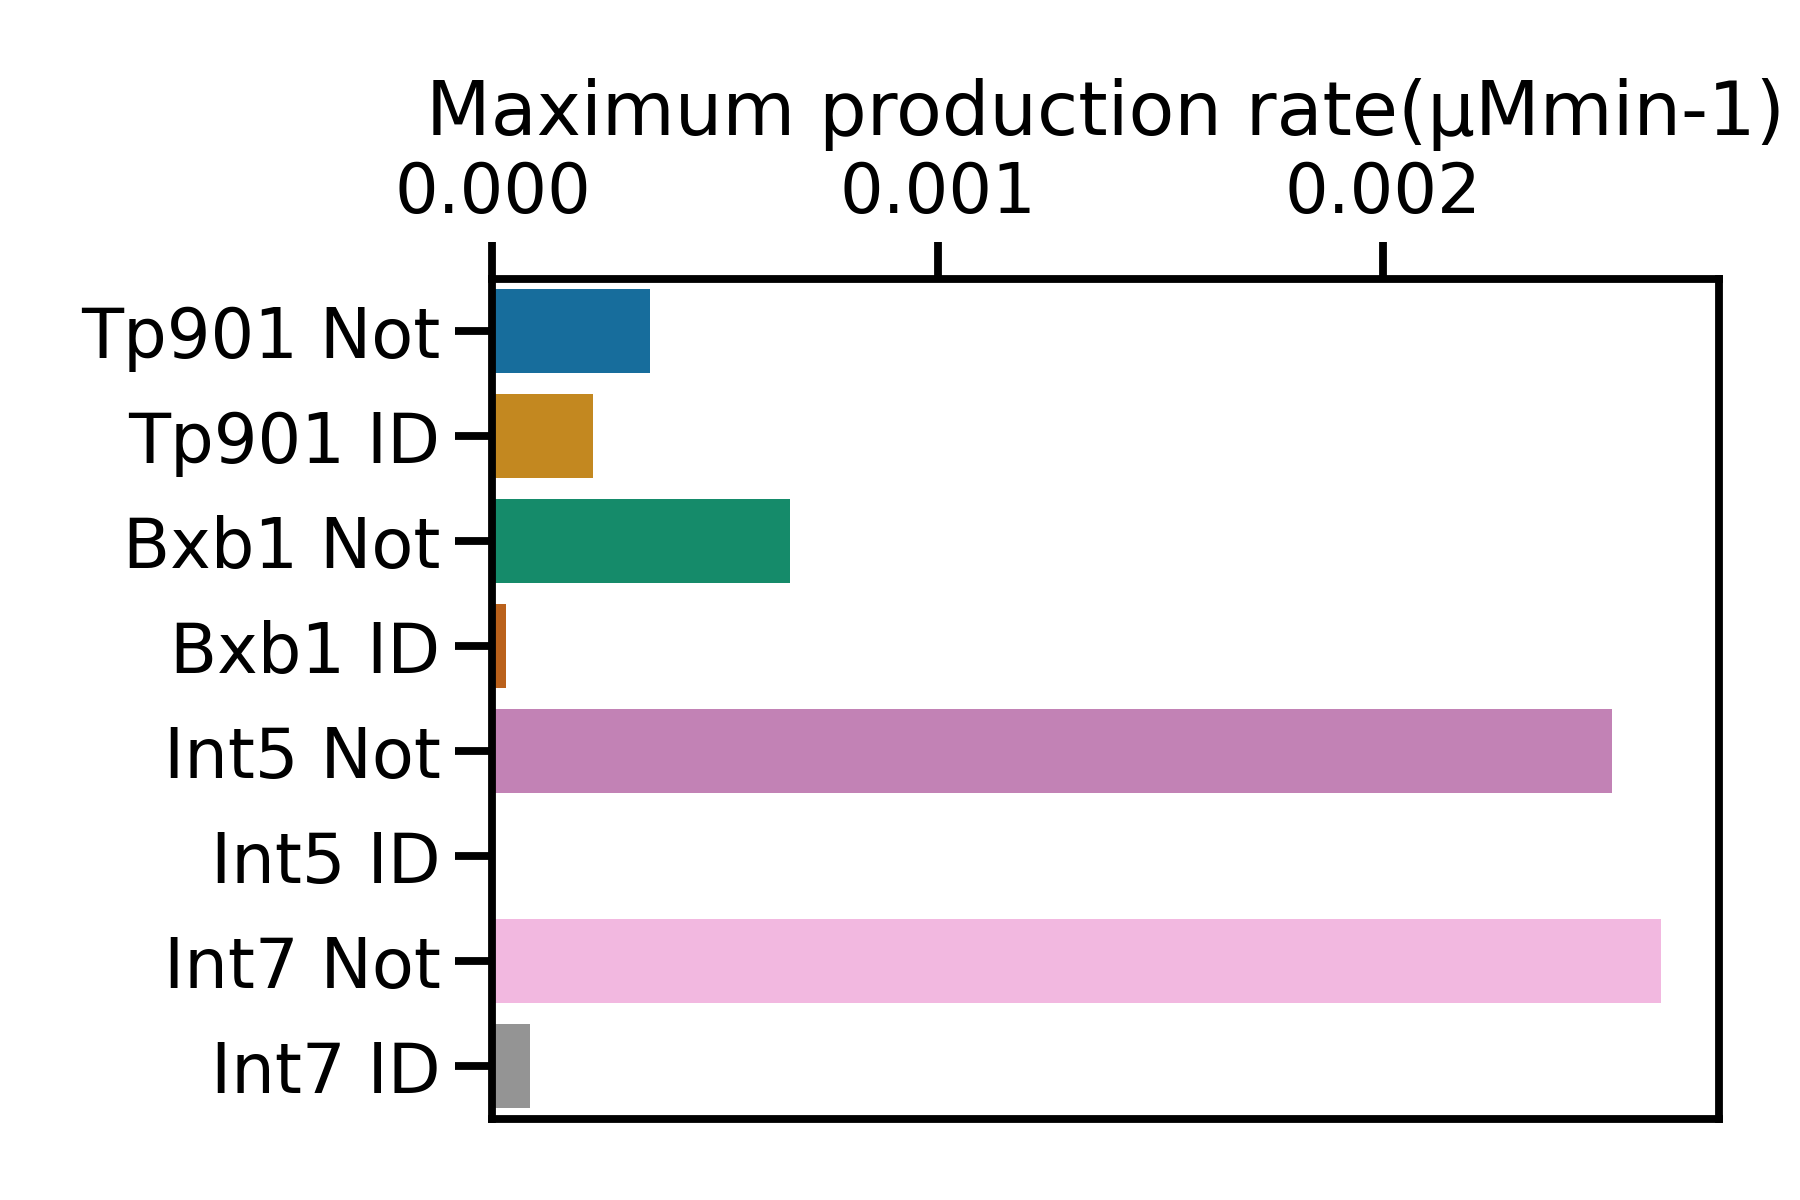 Maximum production rate(μMmin-1)
0.000 0.001 0.002
Tp901 Not
Tp901 ID
Bxb1 Not
Bxb1 ID
Int5 Not
Int5 ID
Int7 Not
Int7 ID